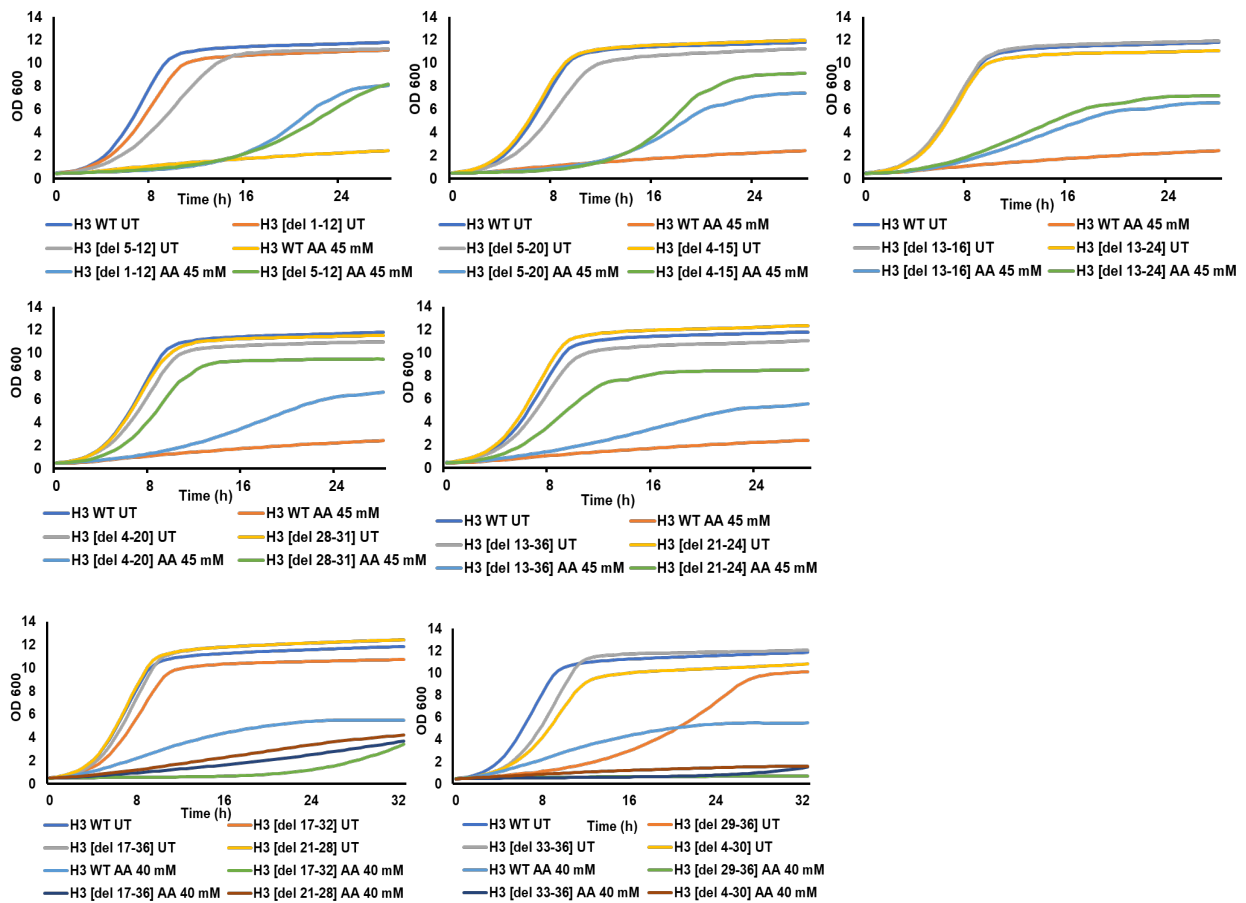 14
12
10
8
6
4
2
0
OD 600
0 8 16 24
Time (h)
H3 WT UT H3 [del 1-12] UT
H3 [del 5-12] UT H3 WT AA 45 mM
H3 [del 1-12] AA 45 mM H3 [del 5-12] AA 45 mM
14
12
10
8
6
4
2
0
OD 600
0 8 16 24
Time (h)
H3 WT UT H3 WT AA 45 mM
H3 [del 5-20] UT H3 [del 4-15] UT
H3 [del 5-20] AA 45 mM H3 [del 4-15] AA 45 mM
14
12
10
8
6
4
2
0
OD 600
0 8 16 24
Time (h)
H3 WT UT H3 WT AA 45 mM
H3 [del 13-16] UT H3 [del 13-24] UT
H3 [del 13-16] AA 45 mM H3 [del 13-24] AA 45 mM
14
12
10
8
6
4
2
0
OD 600
0 8 16 24
Time (h)
H3 WT UT H3 WT AA 45 mM
H3 [del 4-20] UT H3 [del 28-31] UT
H3 [del 4-20] AA 45 mM H3 [del 28-31] AA 45 mM
14
12
10
8
6
4
2
0
OD 600
0 8 16 24
Time (h)
H3 WT UT H3 WT AA 45 mM
H3 [del 13-36] UT H3 [del 21-24] UT
H3 [del 13-36] AA 45 mM H3 [del 21-24] AA 45 mM
14
12
10
8
6
4
2
0
OD 600
0 8 16 24 32
Time (h)
H3 WT UT H3 [del 17-32] UT
H3 [del 17-36] UT H3 [del 21-28] UT
H3 WT AA 40 mM H3 [del 17-32] AA 40 mM
H3 [del 17-36] AA 40 mM H3 [del 21-28] AA 40 mM
14
12
10
8
6
4
2
0
OD 600
0 8 16 24 32
Time (h)
H3 WT UT H3 [del 29-36] UT
H3 [del 33-36] UT H3 [del 4-30] UT
H3 WT AA 40 mM H3 [del 29-36] AA 40 mM
H3 [del 33-36] AA 40 mM H3 [del 4-30] AA 40 mM